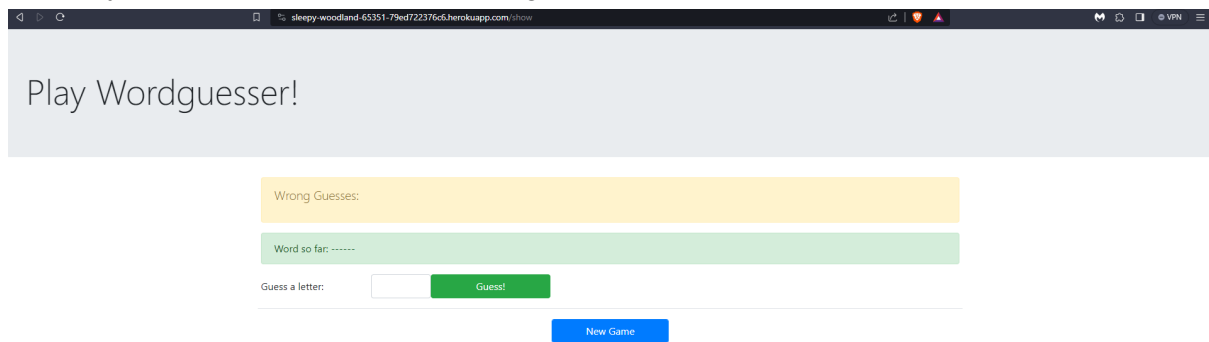 sleepy-woodland-65351-79ed722376c6.herokuapp.com/show
VPN
Play Wordguesser!
Wrong Guesses:
Word so far: ------
Guess a letter:
Guess!
New Game